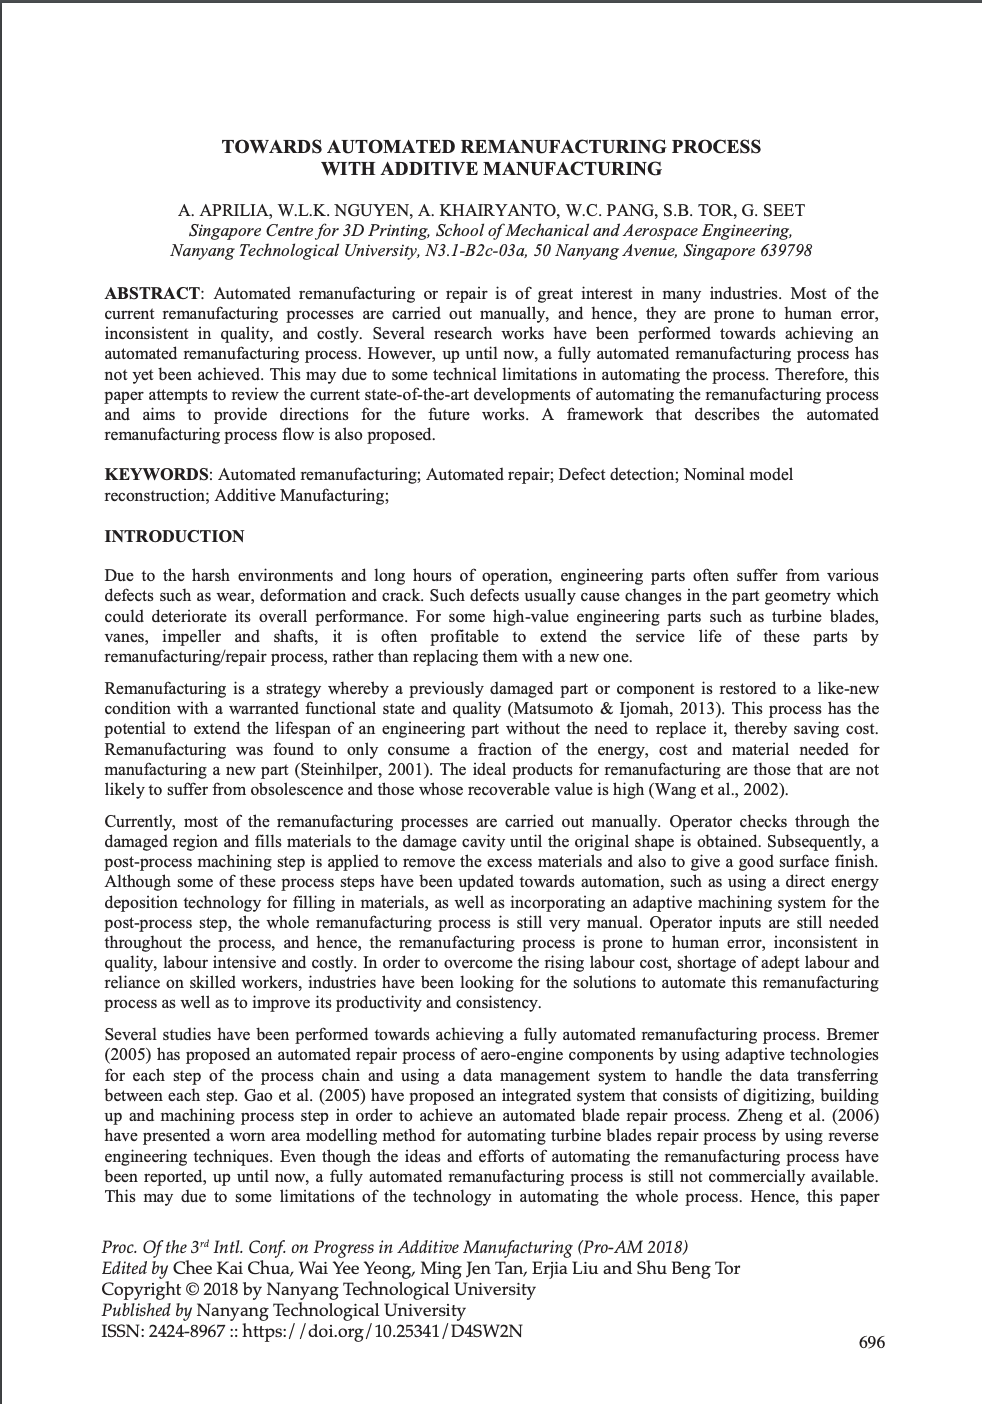 TOWARDS AUTOMATED REMANUFACTURING PROCESS
WITH ADDITIVE MANUFACTURING
A. APRILIA, W.L.K. NGUYEN, A. KHAIRYANTO, W.C. PANG, S.B. TOR, G. SEET
Singapore Centre for 3D Printing, School of Mechanical and Aerospace Engineering,
Nanyang Technological University, N3.1-B2c-03a, 50 Nanyang Avenue, Singapore 639798
ABSTRACT: Automated remanufacturing or repair is of great interest in many industries. Most of the
current remanufacturing processes are carried out manually, and hence, they are prone to human error,
inconsistent in quality, and costly. Several research works have been performed towards achieving an
automated remanufacturing process. However, up until now, a fully automated remanufacturing process has
not yet been achieved. This may due to some technical limitations in automating the process. Therefore, this
paper attempts to review the current state-of-the-art developments of automating the remanufacturing process
and aims to provide directions for the future works. A framework that describes the automated
remanufacturing process flow is also proposed.
KEYWORDS: Automated remanufacturing; Automated repair; Defect detection; Nominal model
reconstruction; Additive Manufacturing;
INTRODUCTION
Due to the harsh environments and long hours of operation, engineering parts often suffer from various
defects such as wear, deformation and crack. Such defects usually cause changes in the part geometry which
could deteriorate its overall performance. For some high-value engineering parts such as turbine blades,
vanes, impeller and shafts, it is often profitable to extend the service life of these parts by
remanufacturing/repair process, rather than replacing them with a new one.
Remanufacturing is a strategy whereby a previously damaged part or component is restored to a like-new
condition with a warranted functional state and quality (Matsumoto & Ijomah, 2013). This process has the
potential to extend the lifespan of an engineering part without the need to replace it, thereby saving cost.
Remanufacturing was found to only consume a fraction of the energy, cost and material needed for
manufacturing a new part (Steinhilper, 2001). The ideal products for remanufacturing are those that are not
likely to suffer from obsolescence and those whose recoverable value is high (Wang et al., 2002).
Currently, most of the remanufacturing processes are carried out manually. Operator checks through the
damaged region and fills materials to the damage cavity until the original shape is obtained. Subsequently, a
post-process machining step is applied to remove the excess materials and also to give a good surface finish.
Although some of these process steps have been updated towards automation, such as using a direct energy
deposition technology for filling in materials, as well as incorporating an adaptive machining system for the
post-process step, the whole remanufacturing process is still very manual. Operator inputs are still needed
throughout the process, and hence, the remanufacturing process is prone to human error, inconsistent in
quality, labour intensive and costly. In order to overcome the rising labour cost, shortage of adept labour and
reliance on skilled workers, industries have been looking for the solutions to automate this remanufacturing
process as well as to improve its productivity and consistency.
Several studies have been performed towards achieving a fully automated remanufacturing process. Bremer
(2005) has proposed an automated repair process of aero-engine components by using adaptive technologies
for each step of the process chain and using a data management system to handle the data transferring
between each step. Gao et al. (2005) have proposed an integrated system that consists of digitizing, building
up and machining process step in order to achieve an automated blade repair process. Zheng et al. (2006)
have presented a worn area modelling method for automating turbine blades repair process by using reverse
engineering techniques. Even though the ideas and efforts of automating the remanufacturing process have
been reported, up until now, a fully automated remanufacturing process is still not commercially available.
This may due to some limitations of the technology in automating the whole process. Hence, this paper
Proc. Of the 3rd Intl. Conf. on Progress in Additive Manufacturing (Pro-AM 2018)
Edited by Chee Kai Chua, Wai Yee Yeong, Ming Jen Tan, Erjia Liu and Shu Beng Tor
Copyright © 2018 by Nanyang Technological University
Published by Nanyang Technological University
ISSN: 2424-8967 :: https://doi.org/10.25341/D4SW2N
696